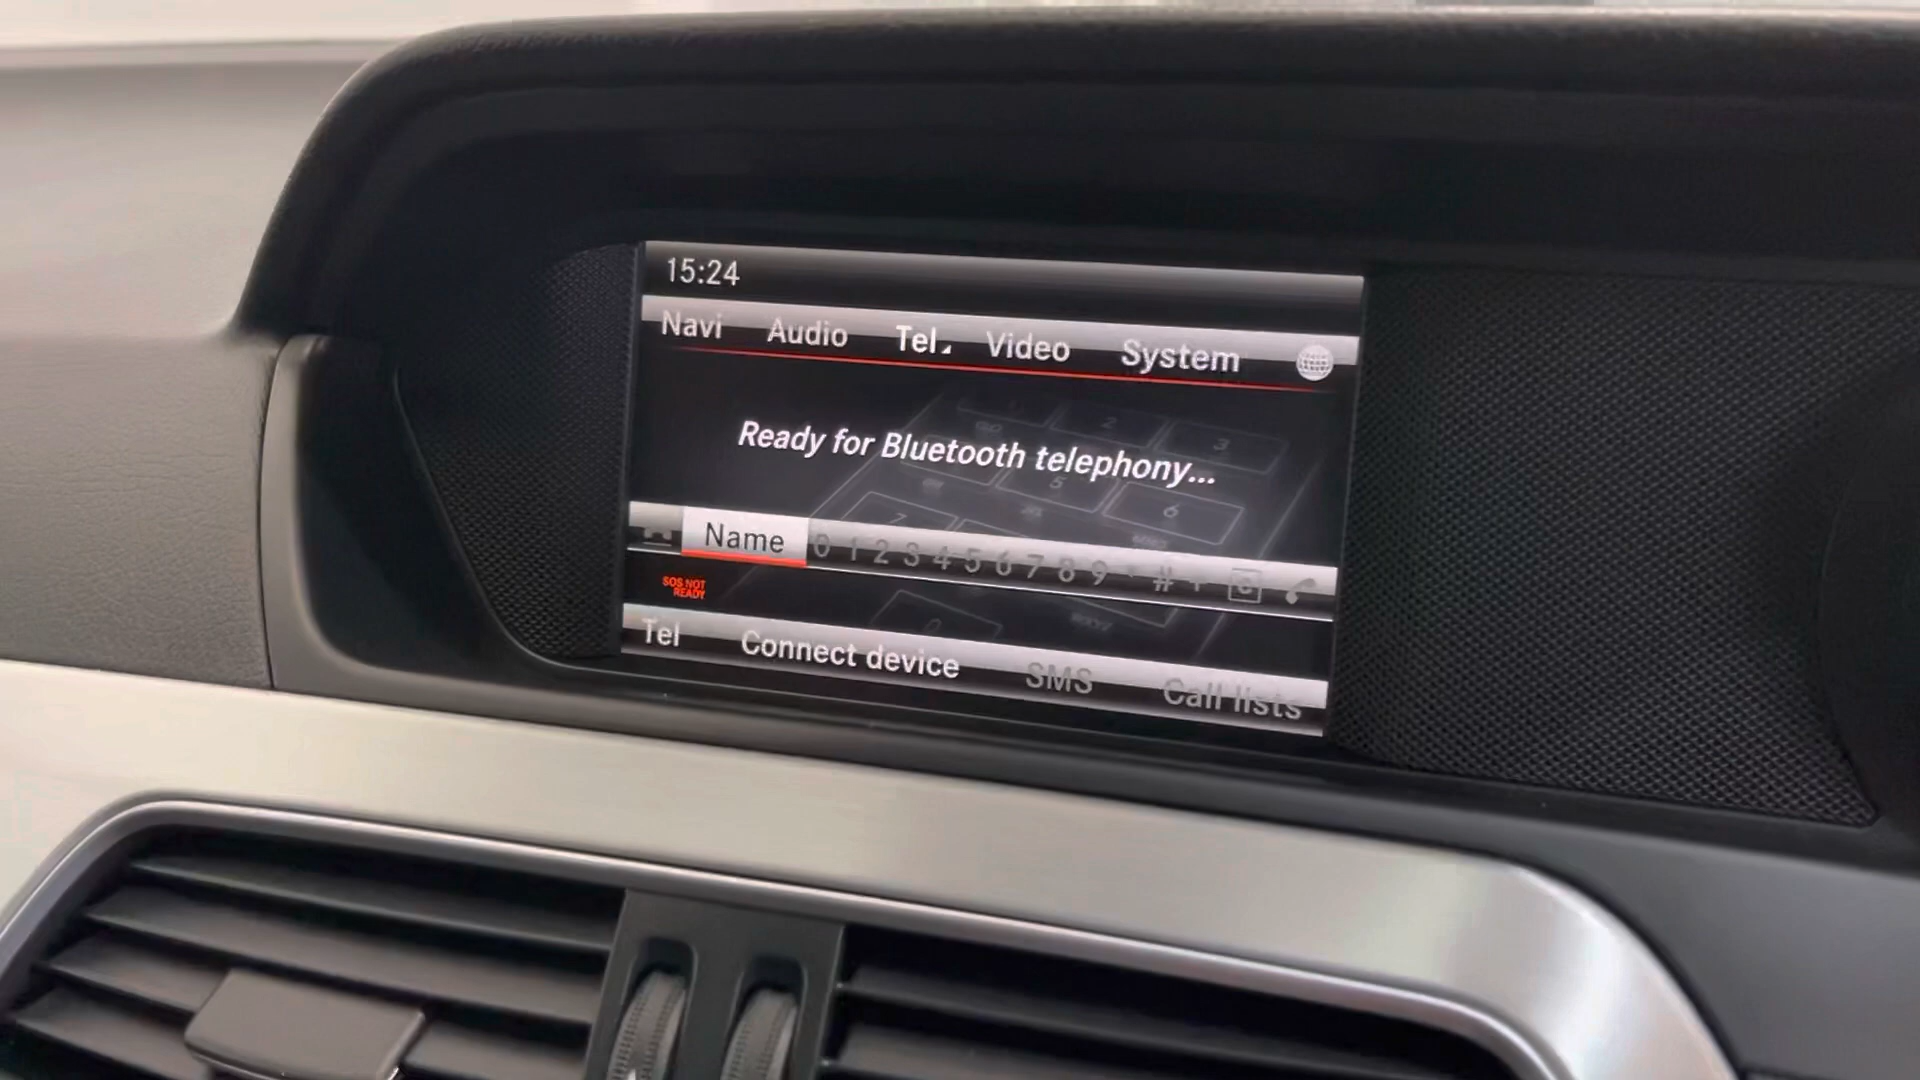 15:24
Navi Audio Tel Video System
Ready for Bluetooth telephony...
Name 0 1 2 3 4 5 6 7 8 9 * # + C
SOS NOT
READY
Tel Connect device SMS Call lists